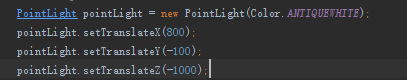 PointLight pointLight = new PointLight(Color.ANTIQUEWHITE);
pointLight.setTranslateX(800);
pointLight.setTranslateY(-100);
pointLight.setTranslateZ(-1000);